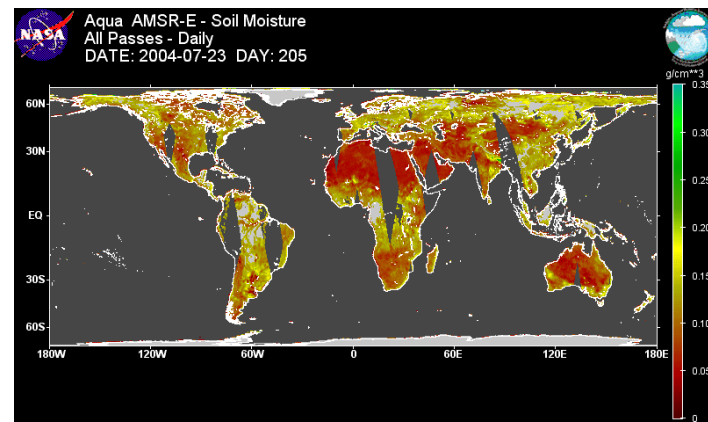 NASA
Aqua AMSR-E - Soil Moisture
All Passes - Daily
DATE: 2004-07-23 DAY: 205
g/cm**3
0.35
0.30
0.25
0.20
0.15
0.10
0.05
0
60N
30N
EQ
30S
60S
180W 120W 60W 0 60E 120E 180E